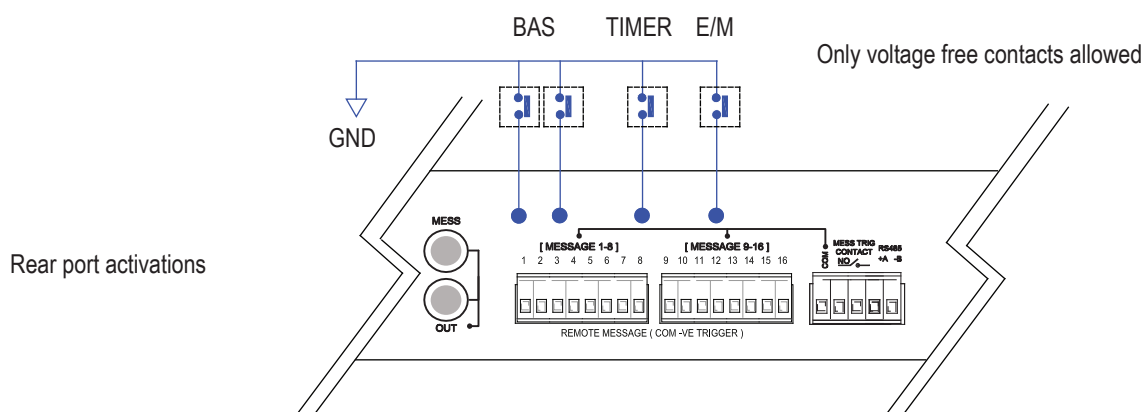 BAS TIMER E/M
Only voltage free contacts allowed
GND
MESS
[ MESSAGE 1-8 ] [ MESSAGE 9-16 ]
COM MESS TRIG CONTACT NO RS485 +A -B
Rear port activations
1 2 3 4 5 6 7 8 9 10 11 12 13 14 15 16
OUT
REMOTE MESSAGE ( COM -VE TRIGGER )